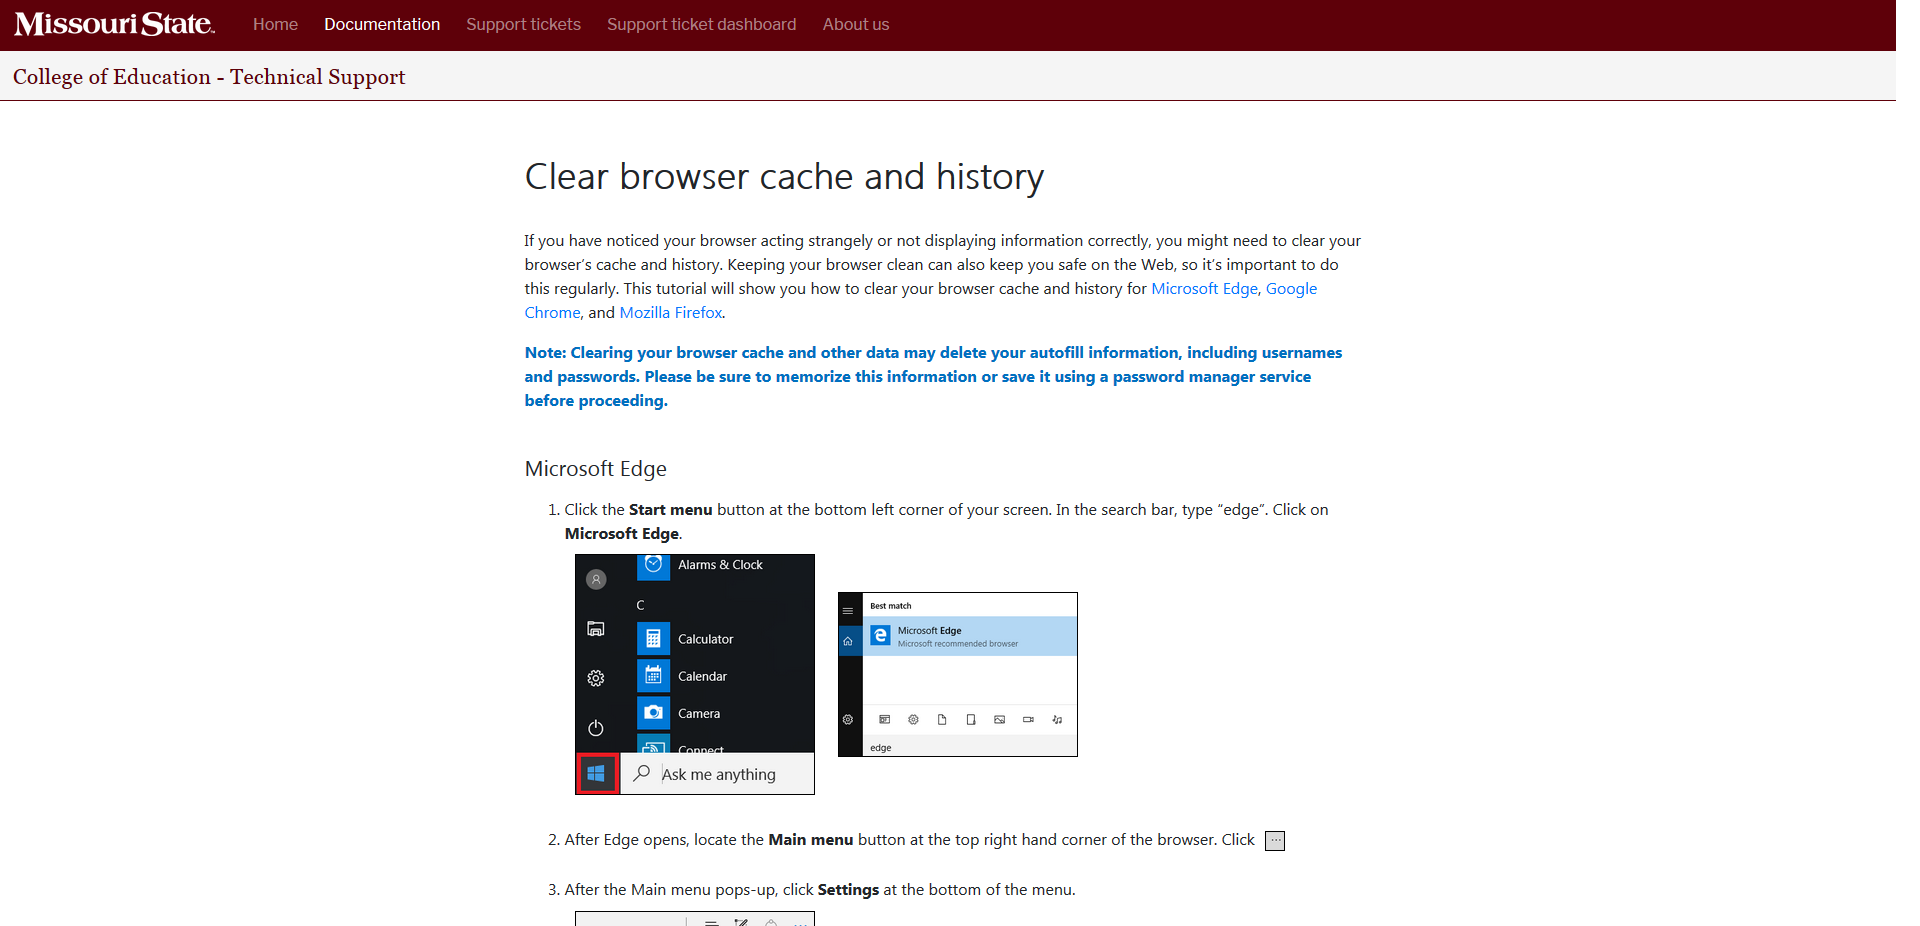 Missouri State.
Home Documentation Support tickets Support ticket dashboard About us
College of Education - Technical Support
Clear browser cache and history
If you have noticed your browser acting strangely or not displaying information correctly, you might need to clear your
browser's cache and history. Keeping your browser clean can also keep you safe on the Web, so it's important to do
this regularly. This tutorial will show you how to clear your browser cache and history for Microsoft Edge, Google
Chrome, and Mozilla Firefox.
Note: Clearing your browser cache and other data may delete your autofill information, including usernames
and passwords. Please be sure to memorize this information or save it using a password manager service
before proceeding.
Microsoft Edge
1. Click the Start menu button at the bottom left corner of your screen. In the search bar, type “edge”. Click on
Microsoft Edge.
Alarms & Clock
C
Calculator
Calendar
Camera
Connect
Ask me anything
Best match
Microsoft Edge
Microsoft recommended browser
edge
2. After Edge opens, locate the Main menu button at the top right hand corner of the browser. Click
3. After the Main menu pops-up, click Settings at the bottom of the menu.